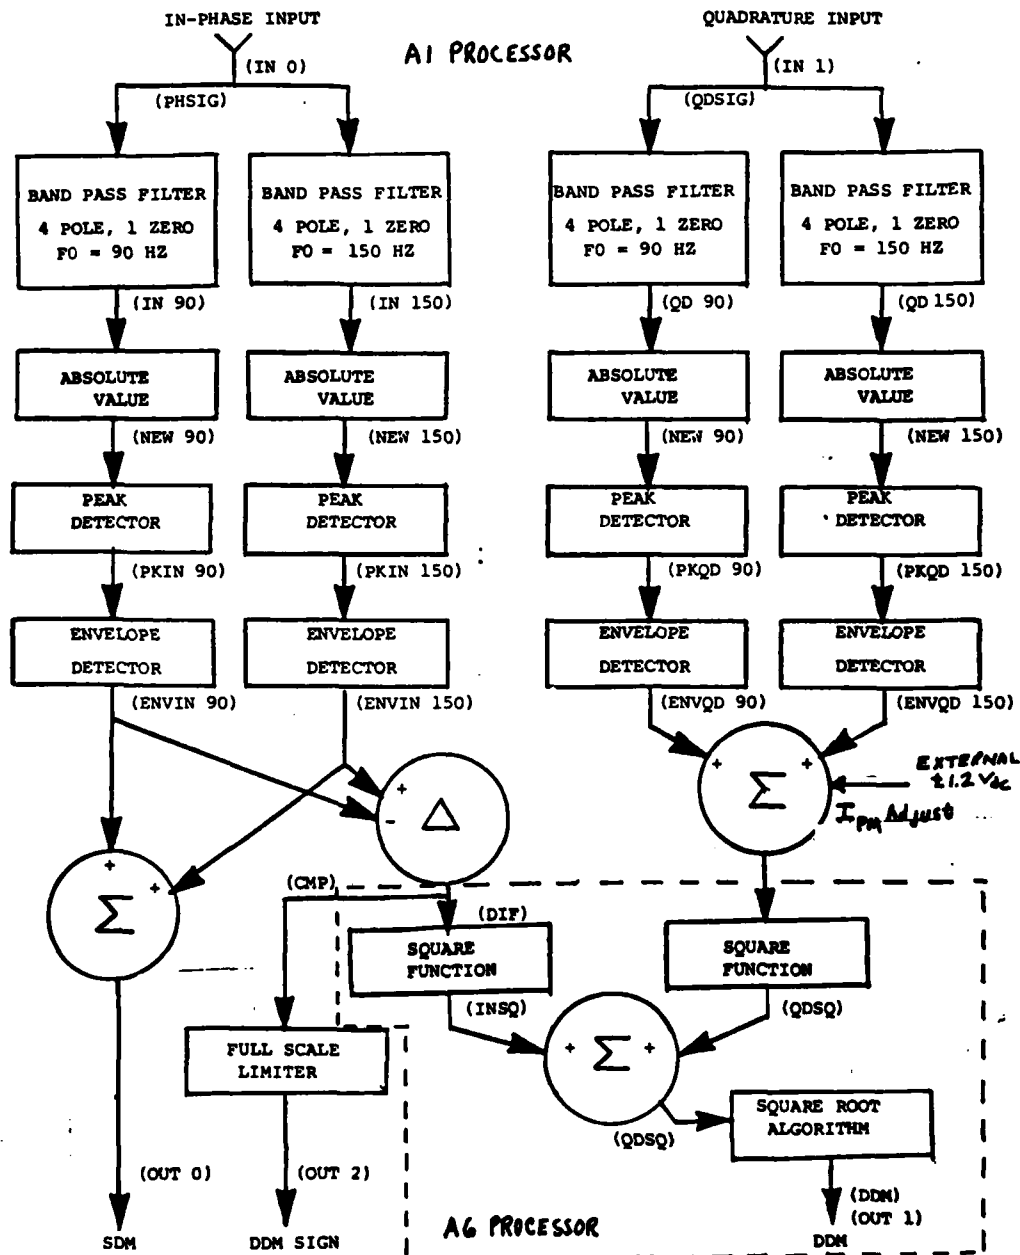 IN-PHASE INPUT
QUADRATURE INPUT
A1 PROCESSOR
(IN 0)
(IN 1)
(PHSIG)
(QDSIG)
BAND PASS FILTER
4 POLE, 1 ZERO
F0 = 90 HZ
BAND PASS FILTER
4 POLE, 1 ZERO
F0 = 150 HZ
BAND PASS FILTER
4 POLE, 1 ZERO
F0 = 90 HZ
BAND PASS FILTER
4 POLE, 1 ZERO
F0 = 150 HZ
(IN 90)
(IN 150)
(QD 90)
(QD 150)
ABSOLUTE
VALUE
ABSOLUTE
VALUE
ABSOLUTE
VALUE
ABSOLUTE
VALUE
(NEW 90)
(NEW 150)
(NEW 90)
(NEW 150)
PEAK
DETECTOR
PEAK
DETECTOR
PEAK
DETECTOR
PEAK
DETECTOR
(PKIN 90)
(PKIN 150)
(PKQD 90)
(PKQD 150)
ENVELOPE
DETECTOR
ENVELOPE
DETECTOR
ENVELOPE
DETECTOR
ENVELOPE
DETECTOR
(ENVIN 90)
(ENVIN 150)
(ENVQD 90)
(ENVQD 150)
+ - Δ
+ Σ +
EXTERNAL
±1.2 Vdc
IPM Adjust
+ Σ +
(CMP)
(DIF)
SQUARE
FUNCTION
SQUARE
FUNCTION
(INSQ)
(QDSQ)
+ Σ +
FULL SCALE
LIMITER
(QDSQ)
SQUARE ROOT
ALGORITHM
(OUT 0)
(OUT 2)
(DDM)
(OUT 1)
A6 PROCESSOR
SDM
DDM SIGN
DDM